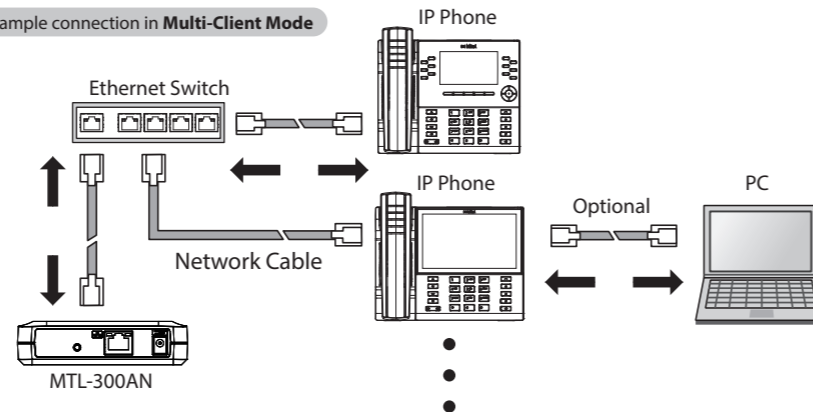 ample connection in Multi-Client Mode
IP Phone
Ethernet Switch
IP Phone
Optional
PC
Network Cable
MTL-300AN